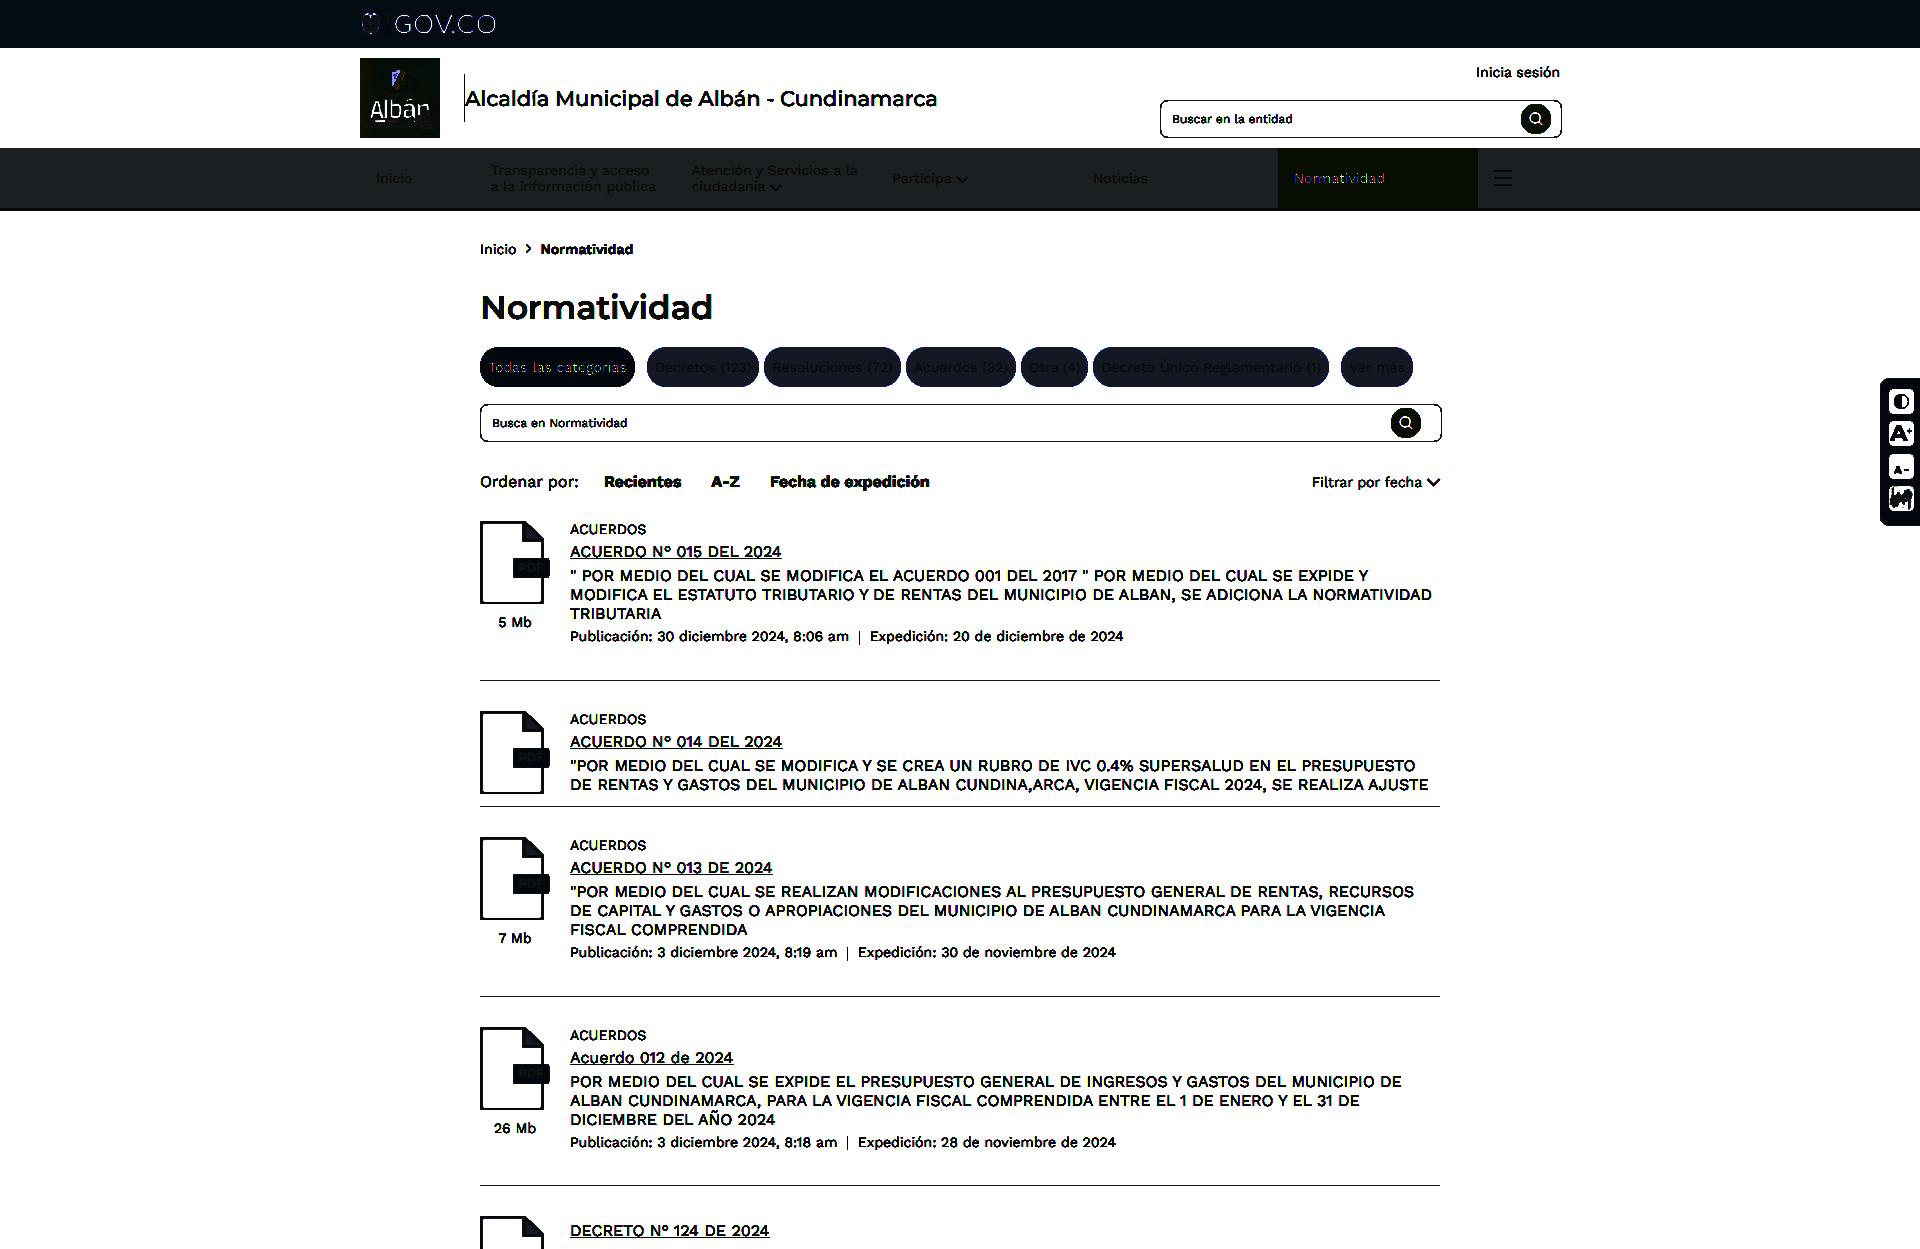 GOV.CO
Albán
Alcaldía Municipal de Albán - Cundinamarca
Inicia sesión
Buscar en la entidad
Inicio
Transparencia y acceso
a la información pública
Atención y Servicios a la
ciudadanía
Participa
Noticias
Normatividad
Inicio > Normatividad
Normatividad
Todas las categorías
Decretos (123)
Resoluciones (72)
Acuerdos (32)
Otra (4)
Decreto Único Reglamentario (1)
Ver más
Busca en Normatividad
Ordenar por: Recientes A-Z Fecha de expedición
Filtrar por fecha
A+
A-
ACUERDOS
ACUERDO N° 015 DEL 2024
PDF
" POR MEDIO DEL CUAL SE MODIFICA EL ACUERDO 001 DEL 2017 " POR MEDIO DEL CUAL SE EXPIDE Y
MODIFICA EL ESTATUTO TRIBUTARIO Y DE RENTAS DEL MUNICIPIO DE ALBAN, SE ADICIONA LA NORMATIVIDAD
TRIBUTARIA
5 Mb
Publicación: 30 diciembre 2024, 8:06 am | Expedición: 20 de diciembre de 2024
ACUERDOS
ACUERDO N° 014 DEL 2024
PDF
"POR MEDIO DEL CUAL SE MODIFICA Y SE CREA UN RUBRO DE IVC 0.4% SUPERSALUD EN EL PRESUPUESTO
DE RENTAS Y GASTOS DEL MUNICIPIO DE ALBAN CUNDINA,ARCA, VIGENCIA FISCAL 2024, SE REALIZA AJUSTE
ACUERDOS
ACUERDO N° 013 DE 2024
PDF
"POR MEDIO DEL CUAL SE REALIZAN MODIFICACIONES AL PRESUPUESTO GENERAL DE RENTAS, RECURSOS
DE CAPITAL Y GASTOS O APROPIACIONES DEL MUNICIPIO DE ALBAN CUNDINAMARCA PARA LA VIGENCIA
FISCAL COMPRENDIDA
7 Mb
Publicación: 3 diciembre 2024, 8:19 am | Expedición: 30 de noviembre de 2024
ACUERDOS
Acuerdo 012 de 2024
PDF
POR MEDIO DEL CUAL SE EXPIDE EL PRESUPUESTO GENERAL DE INGRESOS Y GASTOS DEL MUNICIPIO DE
ALBAN CUNDINAMARCA, PARA LA VIGENCIA FISCAL COMPRENDIDA ENTRE EL 1 DE ENERO Y EL 31 DE
DICIEMBRE DEL AÑO 2024
26 Mb
Publicación: 3 diciembre 2024, 8:18 am | Expedición: 28 de noviembre de 2024
DECRETO N° 124 DE 2024